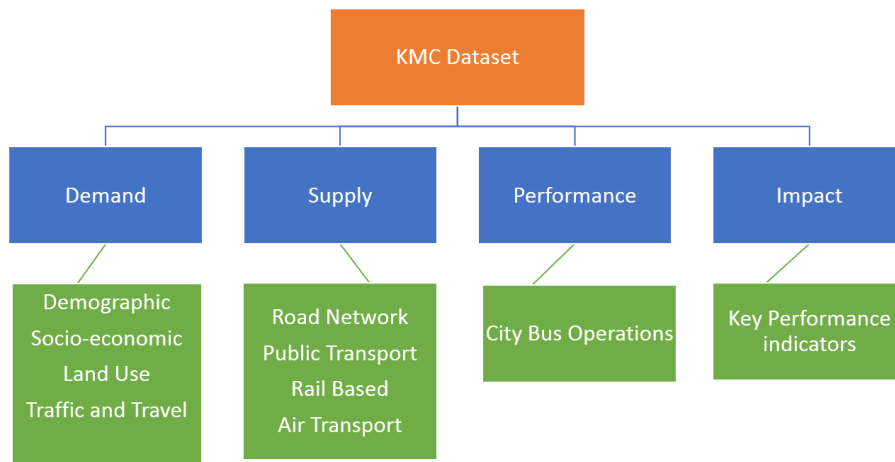 KMC Dataset
Demand
Supply
Performance
Impact
Demographic
Socio-economic
Land Use
Traffic and Travel
Road Network
Public Transport
Rail Based
Air Transport
City Bus Operations
Key Performance
indicators